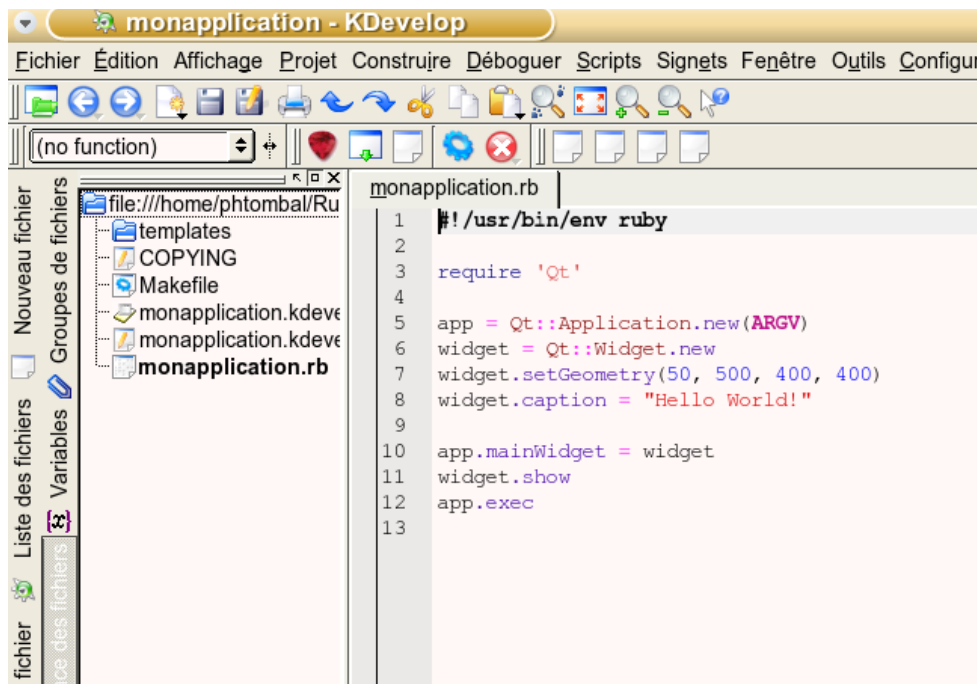 monapplication - KDevelop
Fichier Édition Affichage Projet Construire Déboguer Scripts Signets Fenêtre Outils Configur
(no function)
Nouveau fichier
Liste des fichiers
fichier
Groupes de fichiers
Variables
{x}
ce des fichiers
file:///home/phtombal/Ru
templates
COPYING
Makefile
monapplication.kdeve
monapplication.kdeve
monapplication.rb
monapplication.rb
1 #!/usr/bin/env ruby
2
3 require 'Qt'
4
5 app = Qt::Application.new(ARGV)
6 widget = Qt::Widget.new
7 widget.setGeometry(50, 500, 400, 400)
8 widget.caption = "Hello World!"
9
10 app.mainWidget = widget
11 widget.show
12 app.exec
13